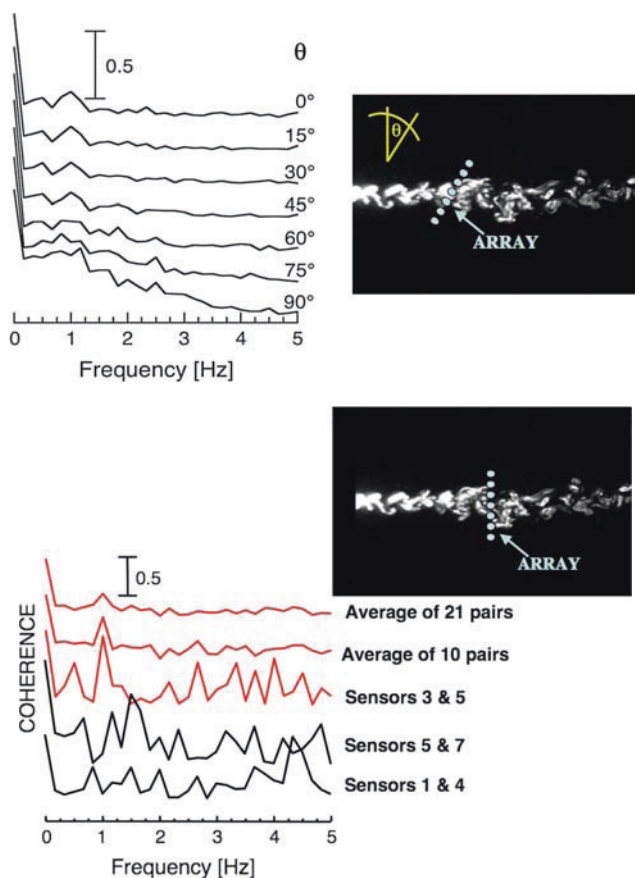 0.5
θ
0°
15°
30°
45°
60°
75°
90°
0 1 2 3 4 5
Frequency [Hz]
θ
ARRAY
ARRAY
0.5
COHERENCE
Average of 21 pairs
Average of 10 pairs
Sensors 3 & 5
Sensors 5 & 7
Sensors 1 & 4
0 1 2 3 4 5
Frequency [Hz]